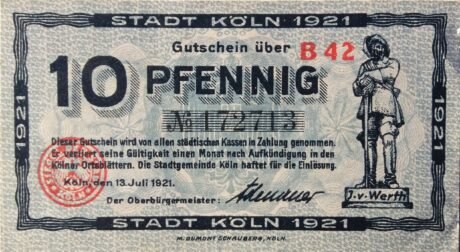 STADT KÖLN 1921
Gutschein über B 42
10 PFENNIG
№ 172713
Dieser Gutschein wird von allen städtischen Kassen in Zahlung genommen.
Er verliert seine Gültigkeit einen Monat nach Aufkündigung in den
Kölner Ortsblättern. Die Stadtgemeinde Köln haftet für die Einlösung.
Köln, den 13. Juli 1921.
Der Oberbürgermeister:
J. v. Werth
1921
1921
STADT KÖLN 1921
M. DUMONT SCHAUBERG, KÖLN.